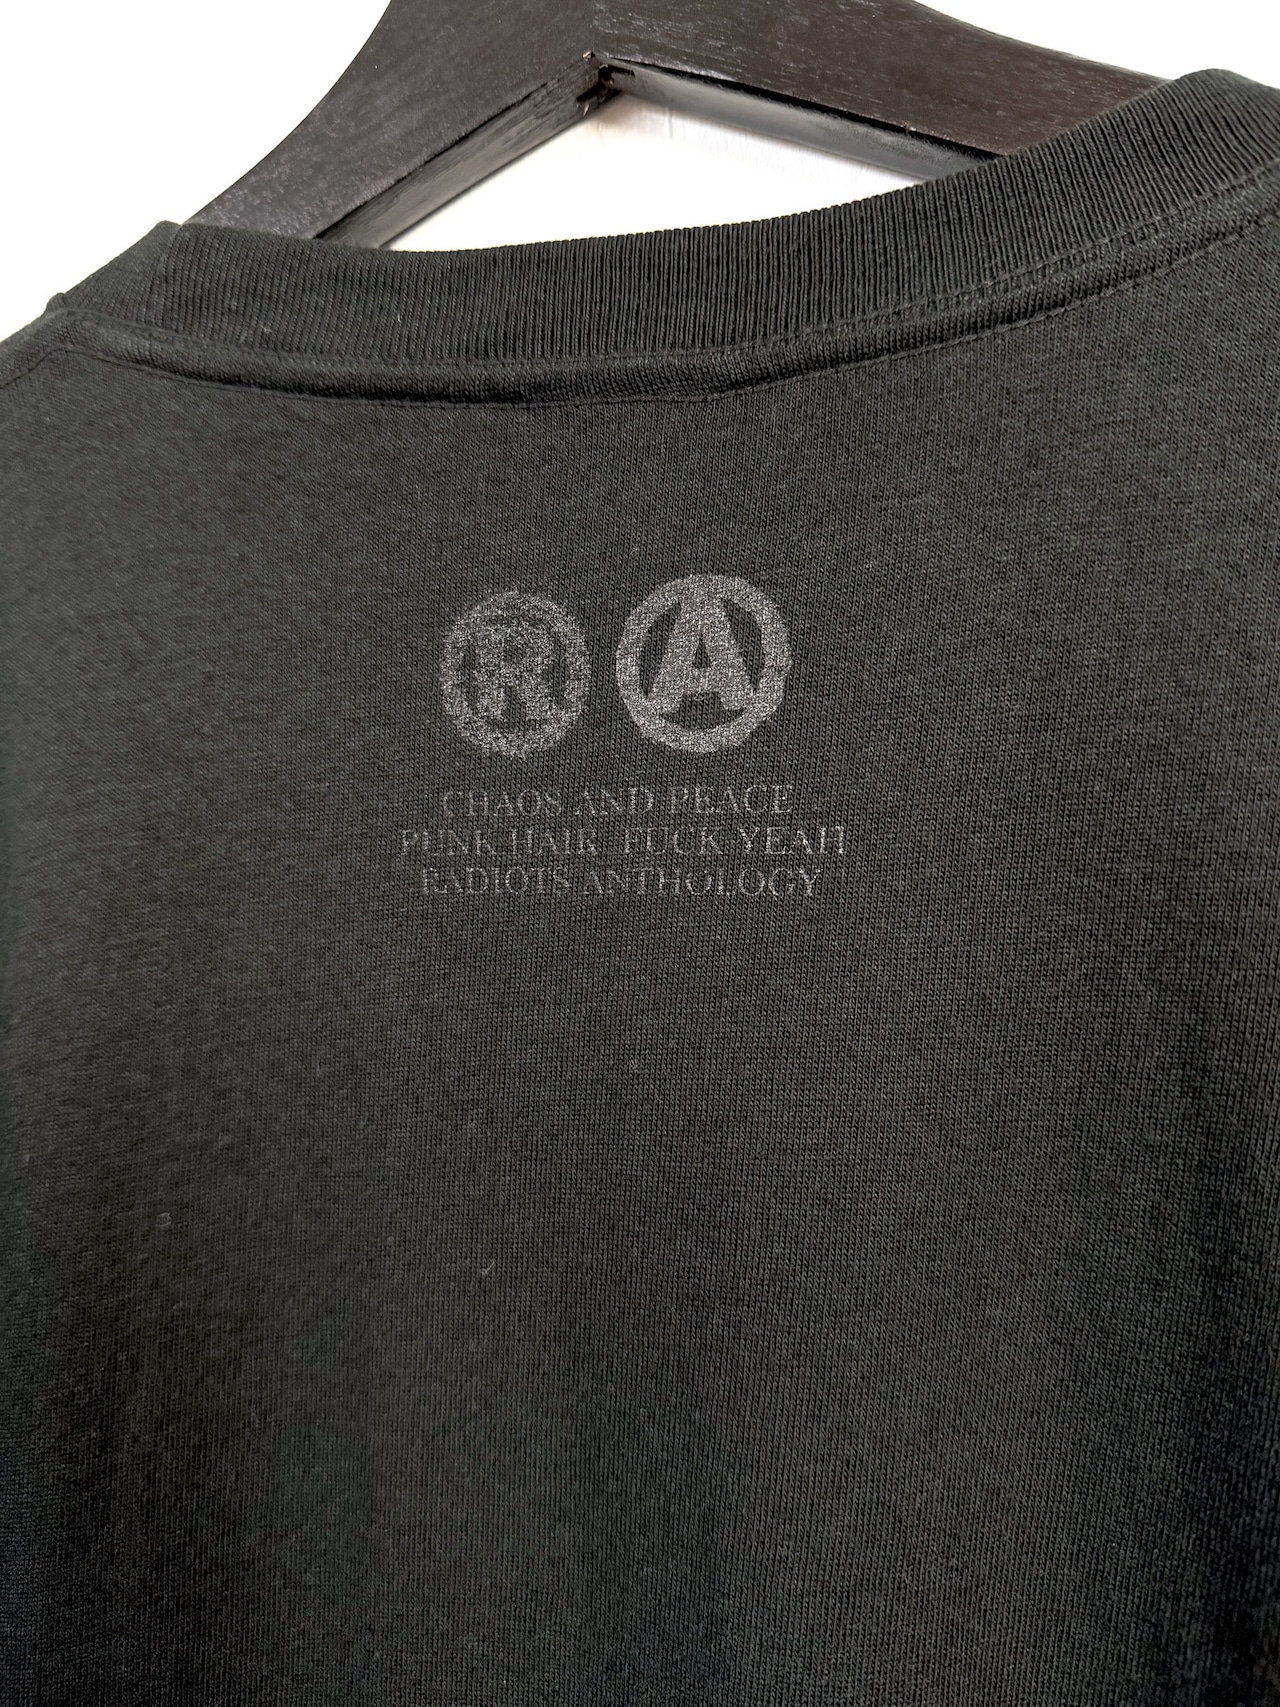 R A
CHAOS AND PEACE
PUNK HAIR FUCK YEAH
RADIOTS ANTHOLOGY